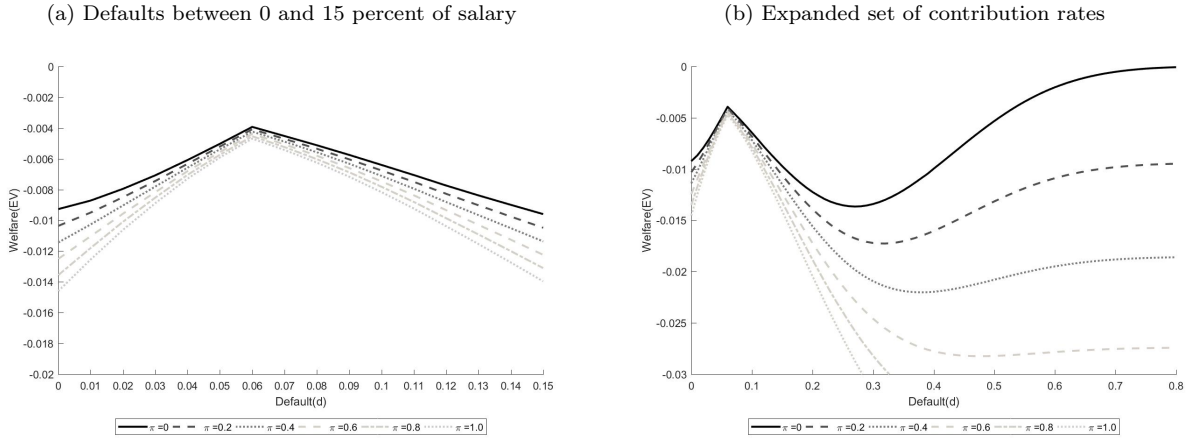 (a) Defaults between 0 and 15 percent of salary
0
-0.002
-0.004
-0.006
-0.008
-0.01
-0.012
-0.014
-0.016
-0.018
-0.02
Welfare(EV)
0 0.01 0.02 0.03 0.04 0.05 0.06 0.07 0.08 0.09 0.1 0.11 0.12 0.13 0.14 0.15
Default(d)
π =0 π =0.2 π =0.4 π =0.6 π =0.8 π =1.0
(b) Expanded set of contribution rates
0
-0.005
-0.01
-0.015
-0.02
-0.025
-0.03
Welfare(EV)
0 0.1 0.2 0.3 0.4 0.5 0.6 0.7 0.8
Default(d)
π =0 π =0.2 π =0.4 π =0.6 π =0.8 π =1.0